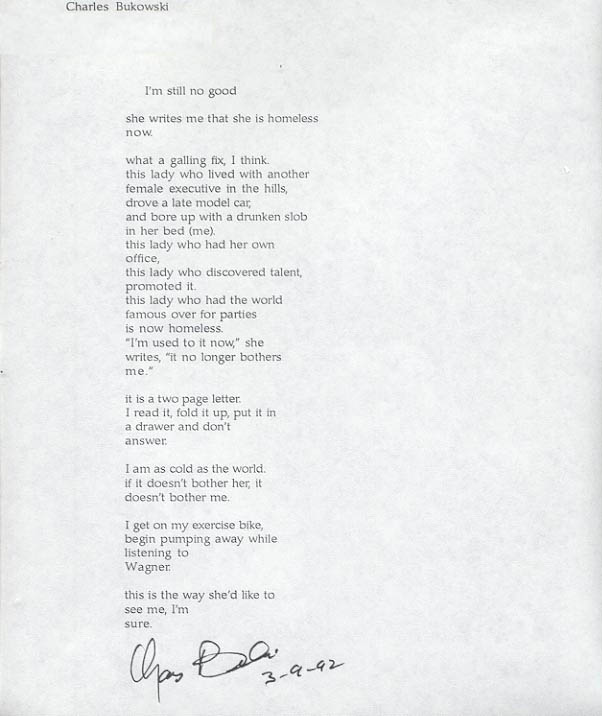 Charles Bukowski
I'm still no good
she writes me that she is homeless
now.
what a galling fix, I think.
this lady who lived with another
female executive in the hills,
drove a late model car,
and bore up with a drunken slob
in her bed (me).
this lady who had her own
office,
this lady who discovered talent,
promoted it.
this lady who had the world
famous over for parties
is now homeless.
"I'm used to it now," she
writes, "it no longer bothers
me."
it is a two page letter.
I read it, fold it up, put it in
a drawer and don't
answer.
I am as cold as the world.
if it doesn't bother her, it
doesn't bother me.
I get on my exercise bike,
begin pumping away while
listening to
Wagner.
this is the way she'd like to
see me, I'm
sure.
3-9-92